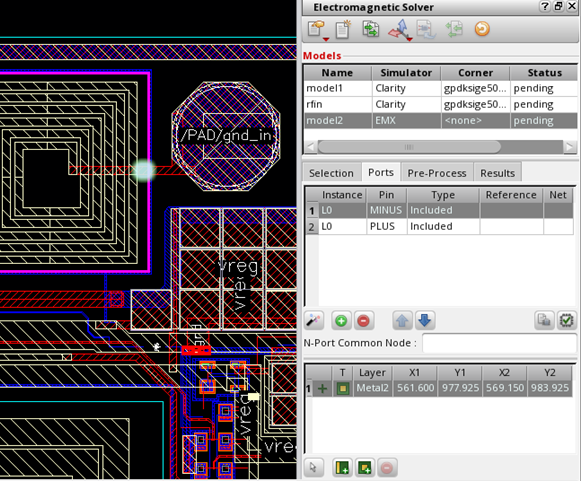 Electromagnetic Solver
Models
Name Simulator Corner Status
model1 Clarity gpdksige50... pending
rfin Clarity gpdksige50... pending
model2 EMX <none> pending
Selection Ports Pre-Process Results
Instance Pin Type Reference Net
1 L0 MINUS Included
2 L0 PLUS Included
N-Port Common Node :
T Layer X1 Y1 X2 Y2
1 Metal2 561.600 977.925 569.150 983.925
/PAD/gnd_in
vreg
vreg
gnd
vreg
vreg